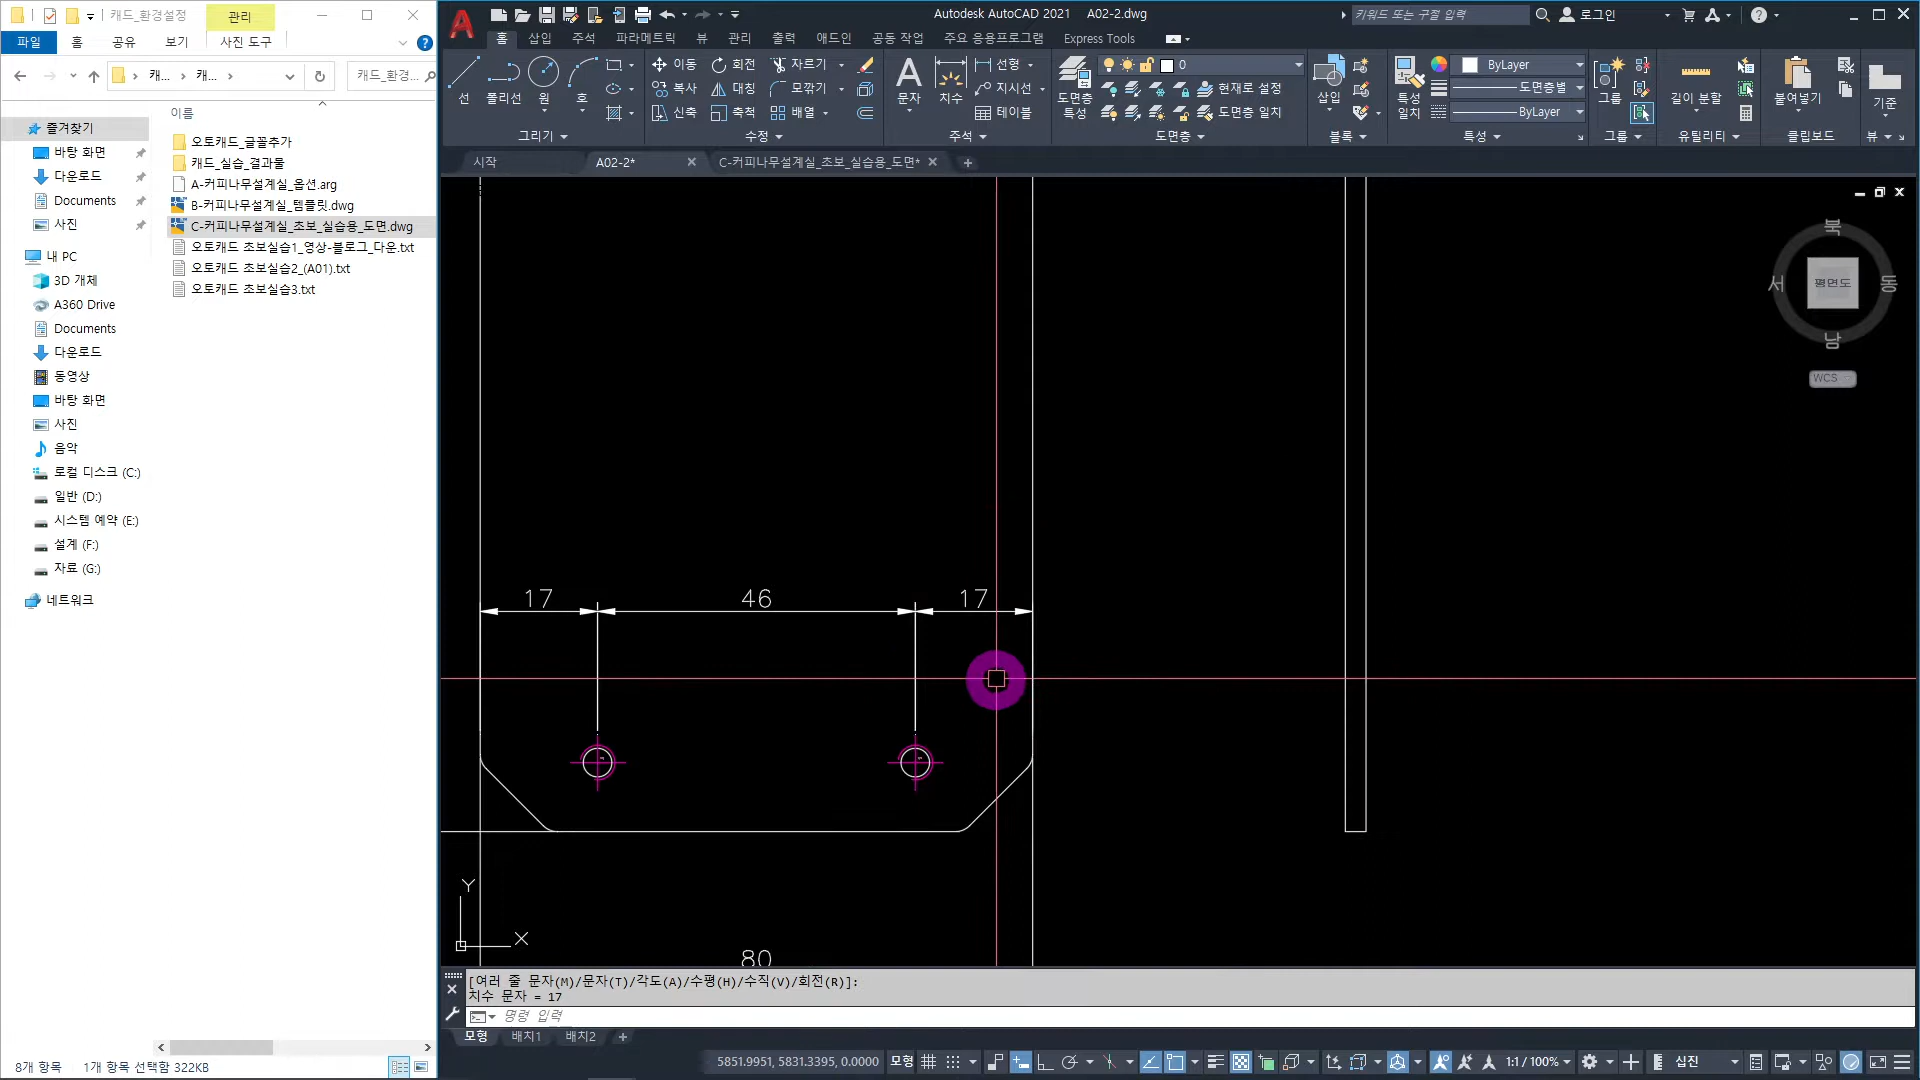 캐드_환경설정
관리
파일
홈
공유
보기
사진 도구
캐...
캐...
캐드_환경...
이름
즐겨찾기
바탕 화면
다운로드
Documents
사진
내 PC
3D 개체
A360 Drive
Documents
다운로드
동영상
바탕 화면
사진
음악
로컬 디스크 (C:)
일반 (D:)
시스템 예약 (E:)
설계 (F:)
자료 (G:)
네트워크
오토캐드_글꼴추가
캐드_실습_결과물
A-커피나무설계실_옵션.arg
B-커피나무설계실_템플릿.dwg
C-커피나무설계실_초보_실습용_도면.dwg
오토캐드 초보실습1_영상-블로그_다운.txt
오토캐드 초보실습2_(A01).txt
오토캐드 초보실습3.txt
8개 항목
1개 항목 선택함 322KB
Autodesk AutoCAD 2021
A02-2.dwg
키워드 또는 구절 입력
로그인
홈
삽입
주석
파라메트릭
뷰
관리
출력
애드인
공동 작업
주요 응용프로그램
Express Tools
선
폴리선
원
호
그리기
이동
회전
자르기
복사
대칭
모깎기
신축
축척
배열
수정
문자
치수
선형
지시선
테이블
주석
도면층
특성
0
현재로 설정
도면층 일치
도면층
삽입
블록
특성
일치
ByLayer
도면층별
ByLayer
특성
그룹
그룹
길이 분할
유틸리티
붙여넣기
클립보드
기준
뷰
시작
A02-2*
C-커피나무설계실_초보_실습용_도면*
북
서
평면도
동
남
WCS
17
46
17
Y
X
80
[여러 줄 문자(M)/문자(T)/각도(A)/수평(H)/수직(V)/회전(R)]:
치수 문자 = 17
명령 입력
모형
배치1
배치2
5851.9951, 5831.3395, 0.0000
모형
1:1 / 100%
십진